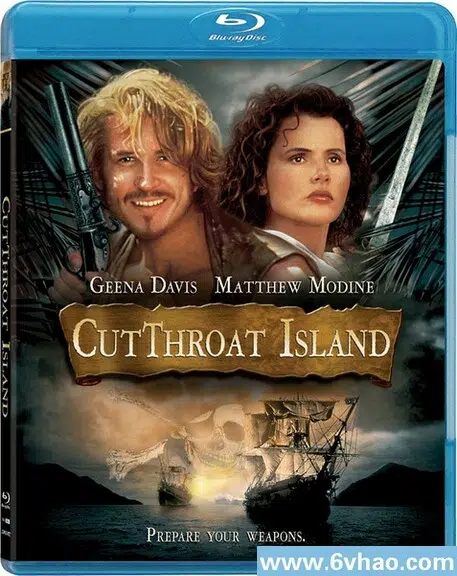 Blu-ray Disc
GEENA DAVIS MATTHEW MODINE
CUTTHROAT ISLAND
PREPARE YOUR WEAPONS.
CUTTHROAT ISLAND
www.6vhao.com